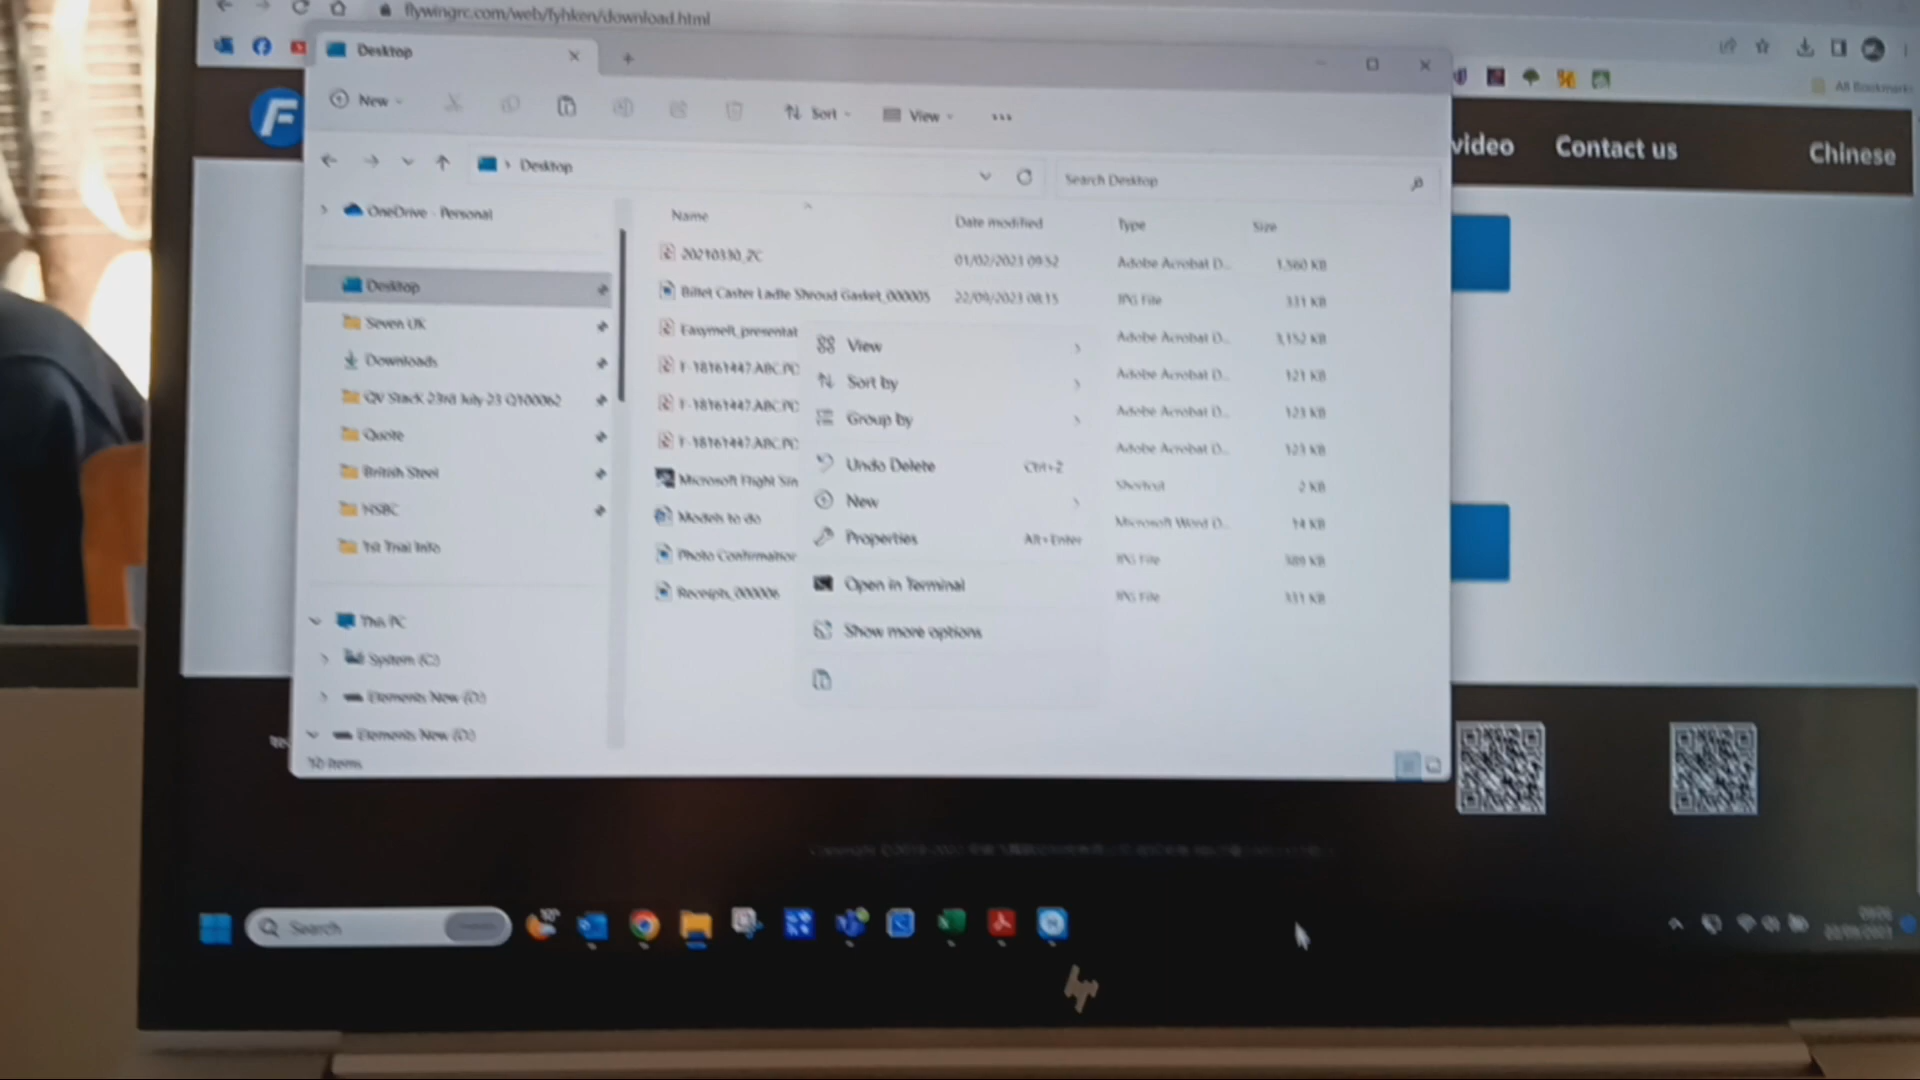 flywingrc.com/web/fyhken/download.html
Desktop
All Bookmarks
New
Sort
View
video
Contact us
Chinese
Desktop
Search Desktop
OneDrive - Personal
Name
Date modified
Type
Size
20210330_ZC
01/02/2023 09:52
Adobe Acrobat D...
1,560 KB
Desktop
Billet Caster Ladle Shroud Gasket_000005
22/09/2023 08:15
JPG File
331 KB
Seven UK
Easymelt_presentat
Adobe Acrobat D...
3,152 KB
View
Downloads
F-18161447.ABC.PC
Adobe Acrobat D...
121 KB
Sort by
QV Stack 23rd July 23 Q100062
F-18161447.ABC.PC
Adobe Acrobat D...
123 KB
Group by
Quote
F-18161447.ABC.PC
Adobe Acrobat D...
123 KB
Undo Delete
Ctrl+Z
British Steel
Microsoft Flight Sim
Shortcut
2 KB
New
HSBC
Models to do
Microsoft Word D...
14 KB
Properties
Alt+Enter
1st Trial Info
Photo Confirmation
JPG File
389 KB
Open in Terminal
Receipts_000006
JPG File
331 KB
This PC
Show more options
System (C:)
Elements New (D:)
Elements New (D:)
10 items
Search
hp